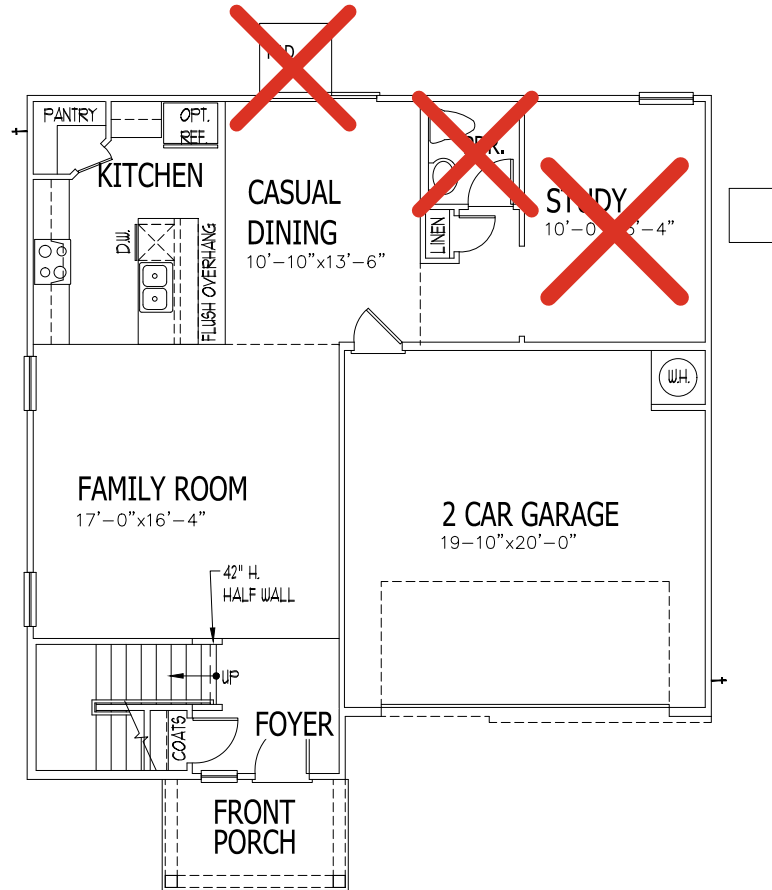 PANTRY
OPT.
REF.
KITCHEN
CASUAL
DINING
10'-10"x13'-6"
D.W.
FLUSH OVERHANG
LINEN
STUDY
W.H.
FAMILY ROOM
17'-0"x16'-4"
2 CAR GARAGE
19-10"x20'-0"
42" H.
HALF WALL
UP
COATS
FOYER
FRONT
PORCH